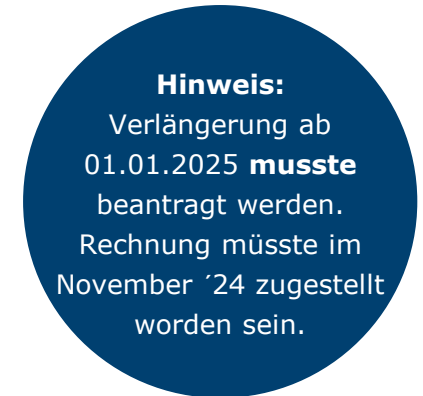 Hinweis:
Verlängerung ab
01.01.2025 musste
beantragt werden.
Rechnung müsste im
November ´24 zugestellt
worden sein.